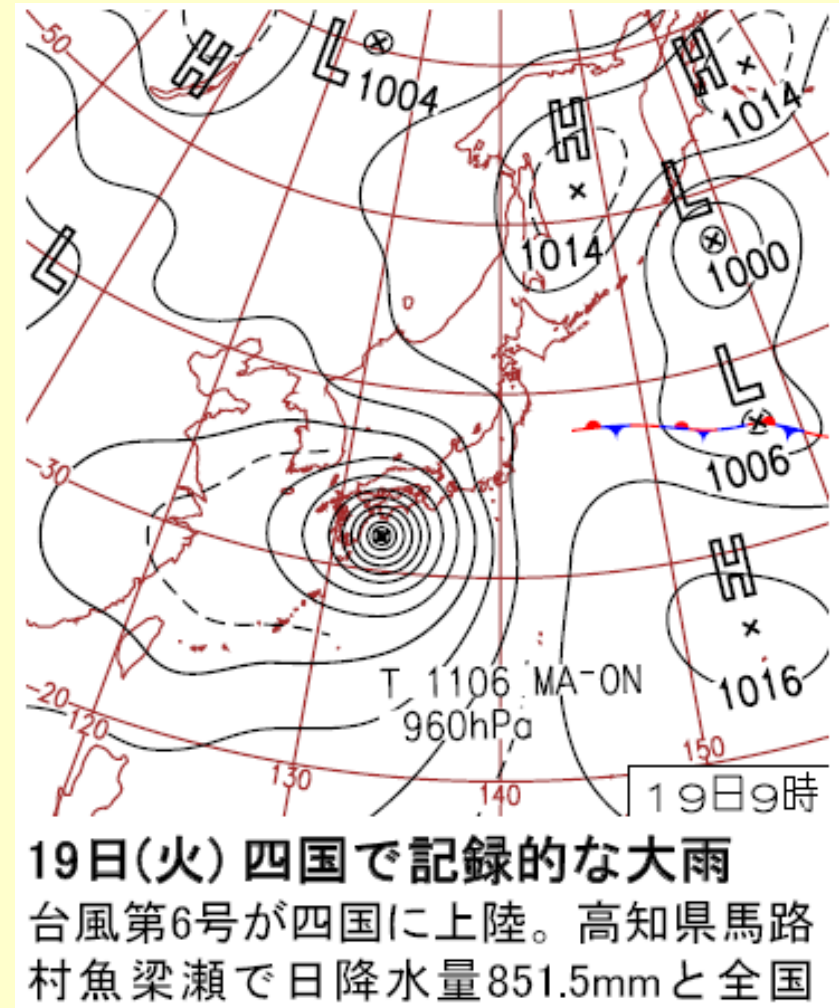 -50
H
L
1004
H
1014
H
1014
L
1000
L
L
1006
-30
H
1016
T 1106 MA-ON
960hPa
-20
120
130
140
150
19日9時
19日(火) 四国で記録的な大雨
台風第6号が四国に上陸。高知県馬路
村魚梁瀬で日降水量851.5mmと全国